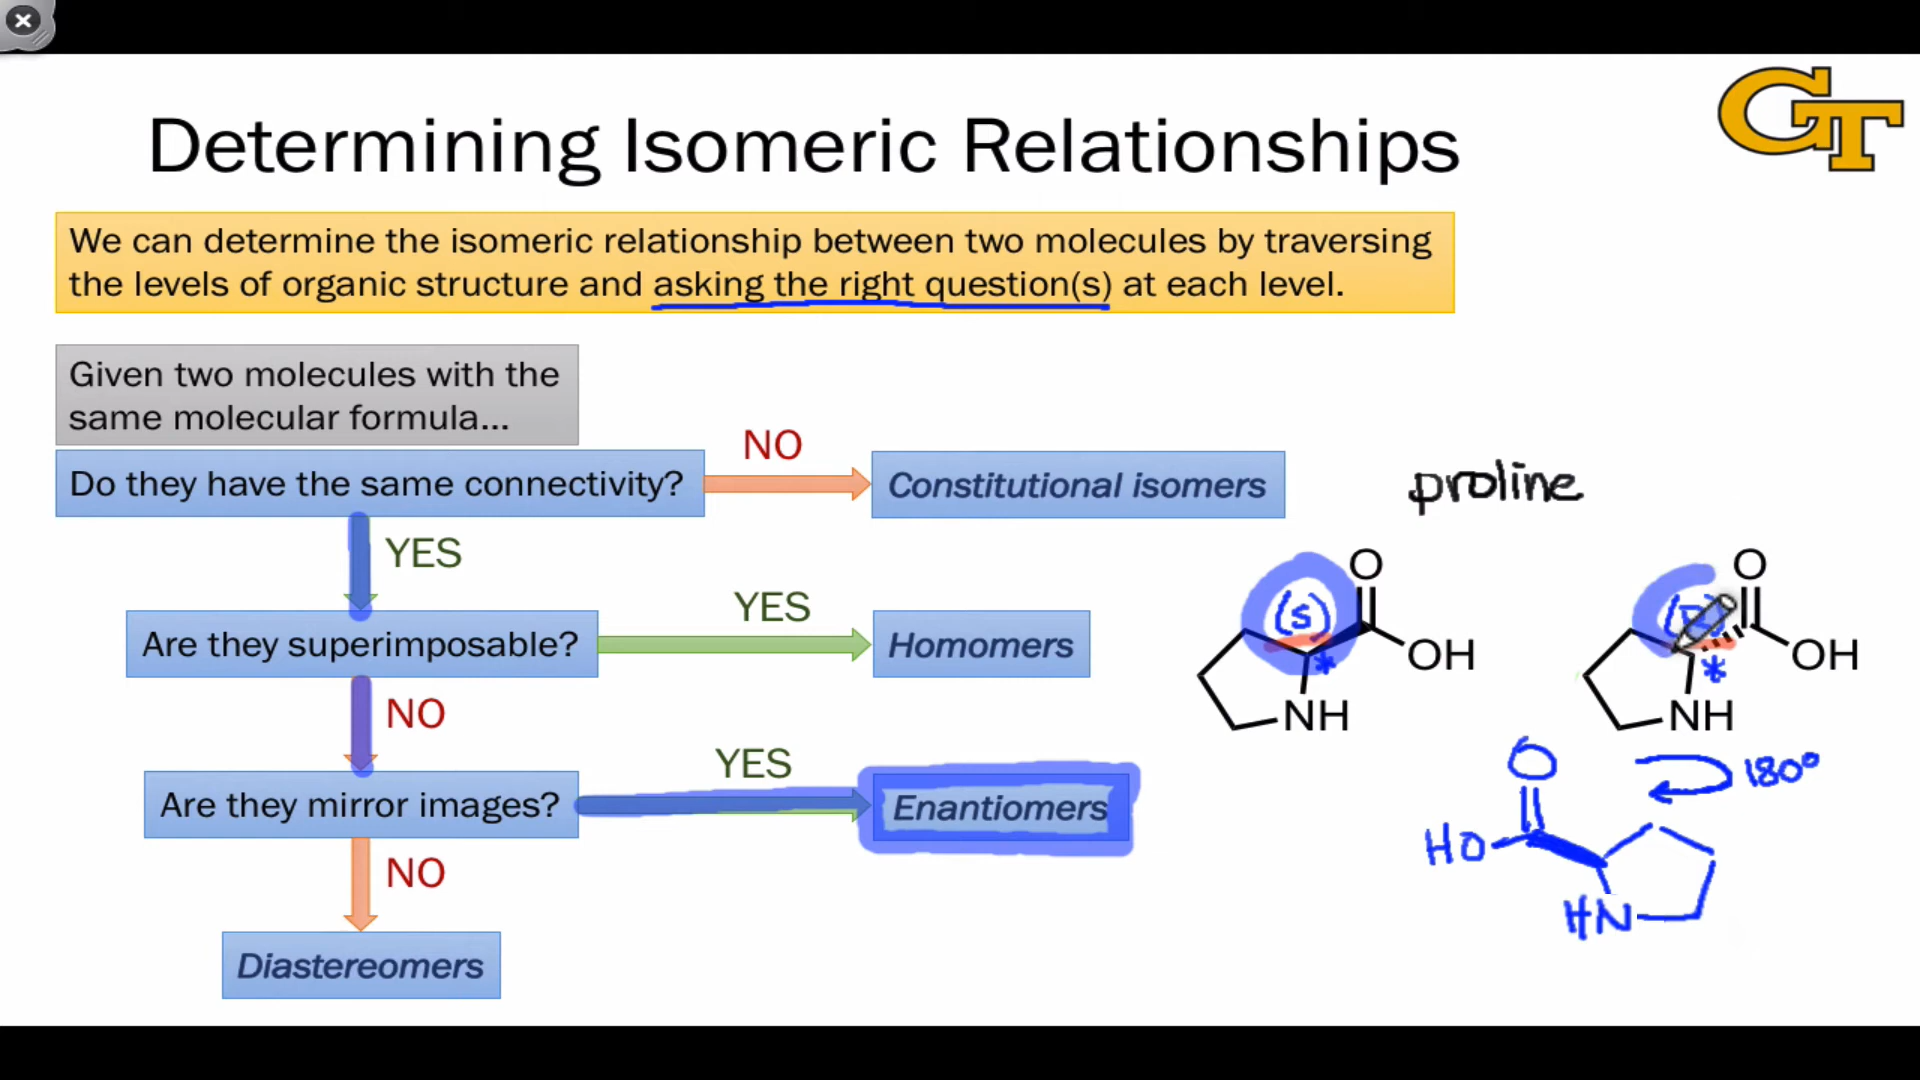 GT
Determining Isomeric Relationships
We can determine the isomeric relationship between two molecules by traversing
the levels of organic structure and asking the right question(s) at each level.
Given two molecules with the
same molecular formula...
Do they have the same connectivity?
NO
Constitutional isomers
YES
Are they superimposable?
YES
Homomers
NO
Are they mirror images?
YES
Enantiomers
NO
Diastereomers
proline
O
(S)
*
OH
NH
O
*
OH
NH
180°
O
HO
HN